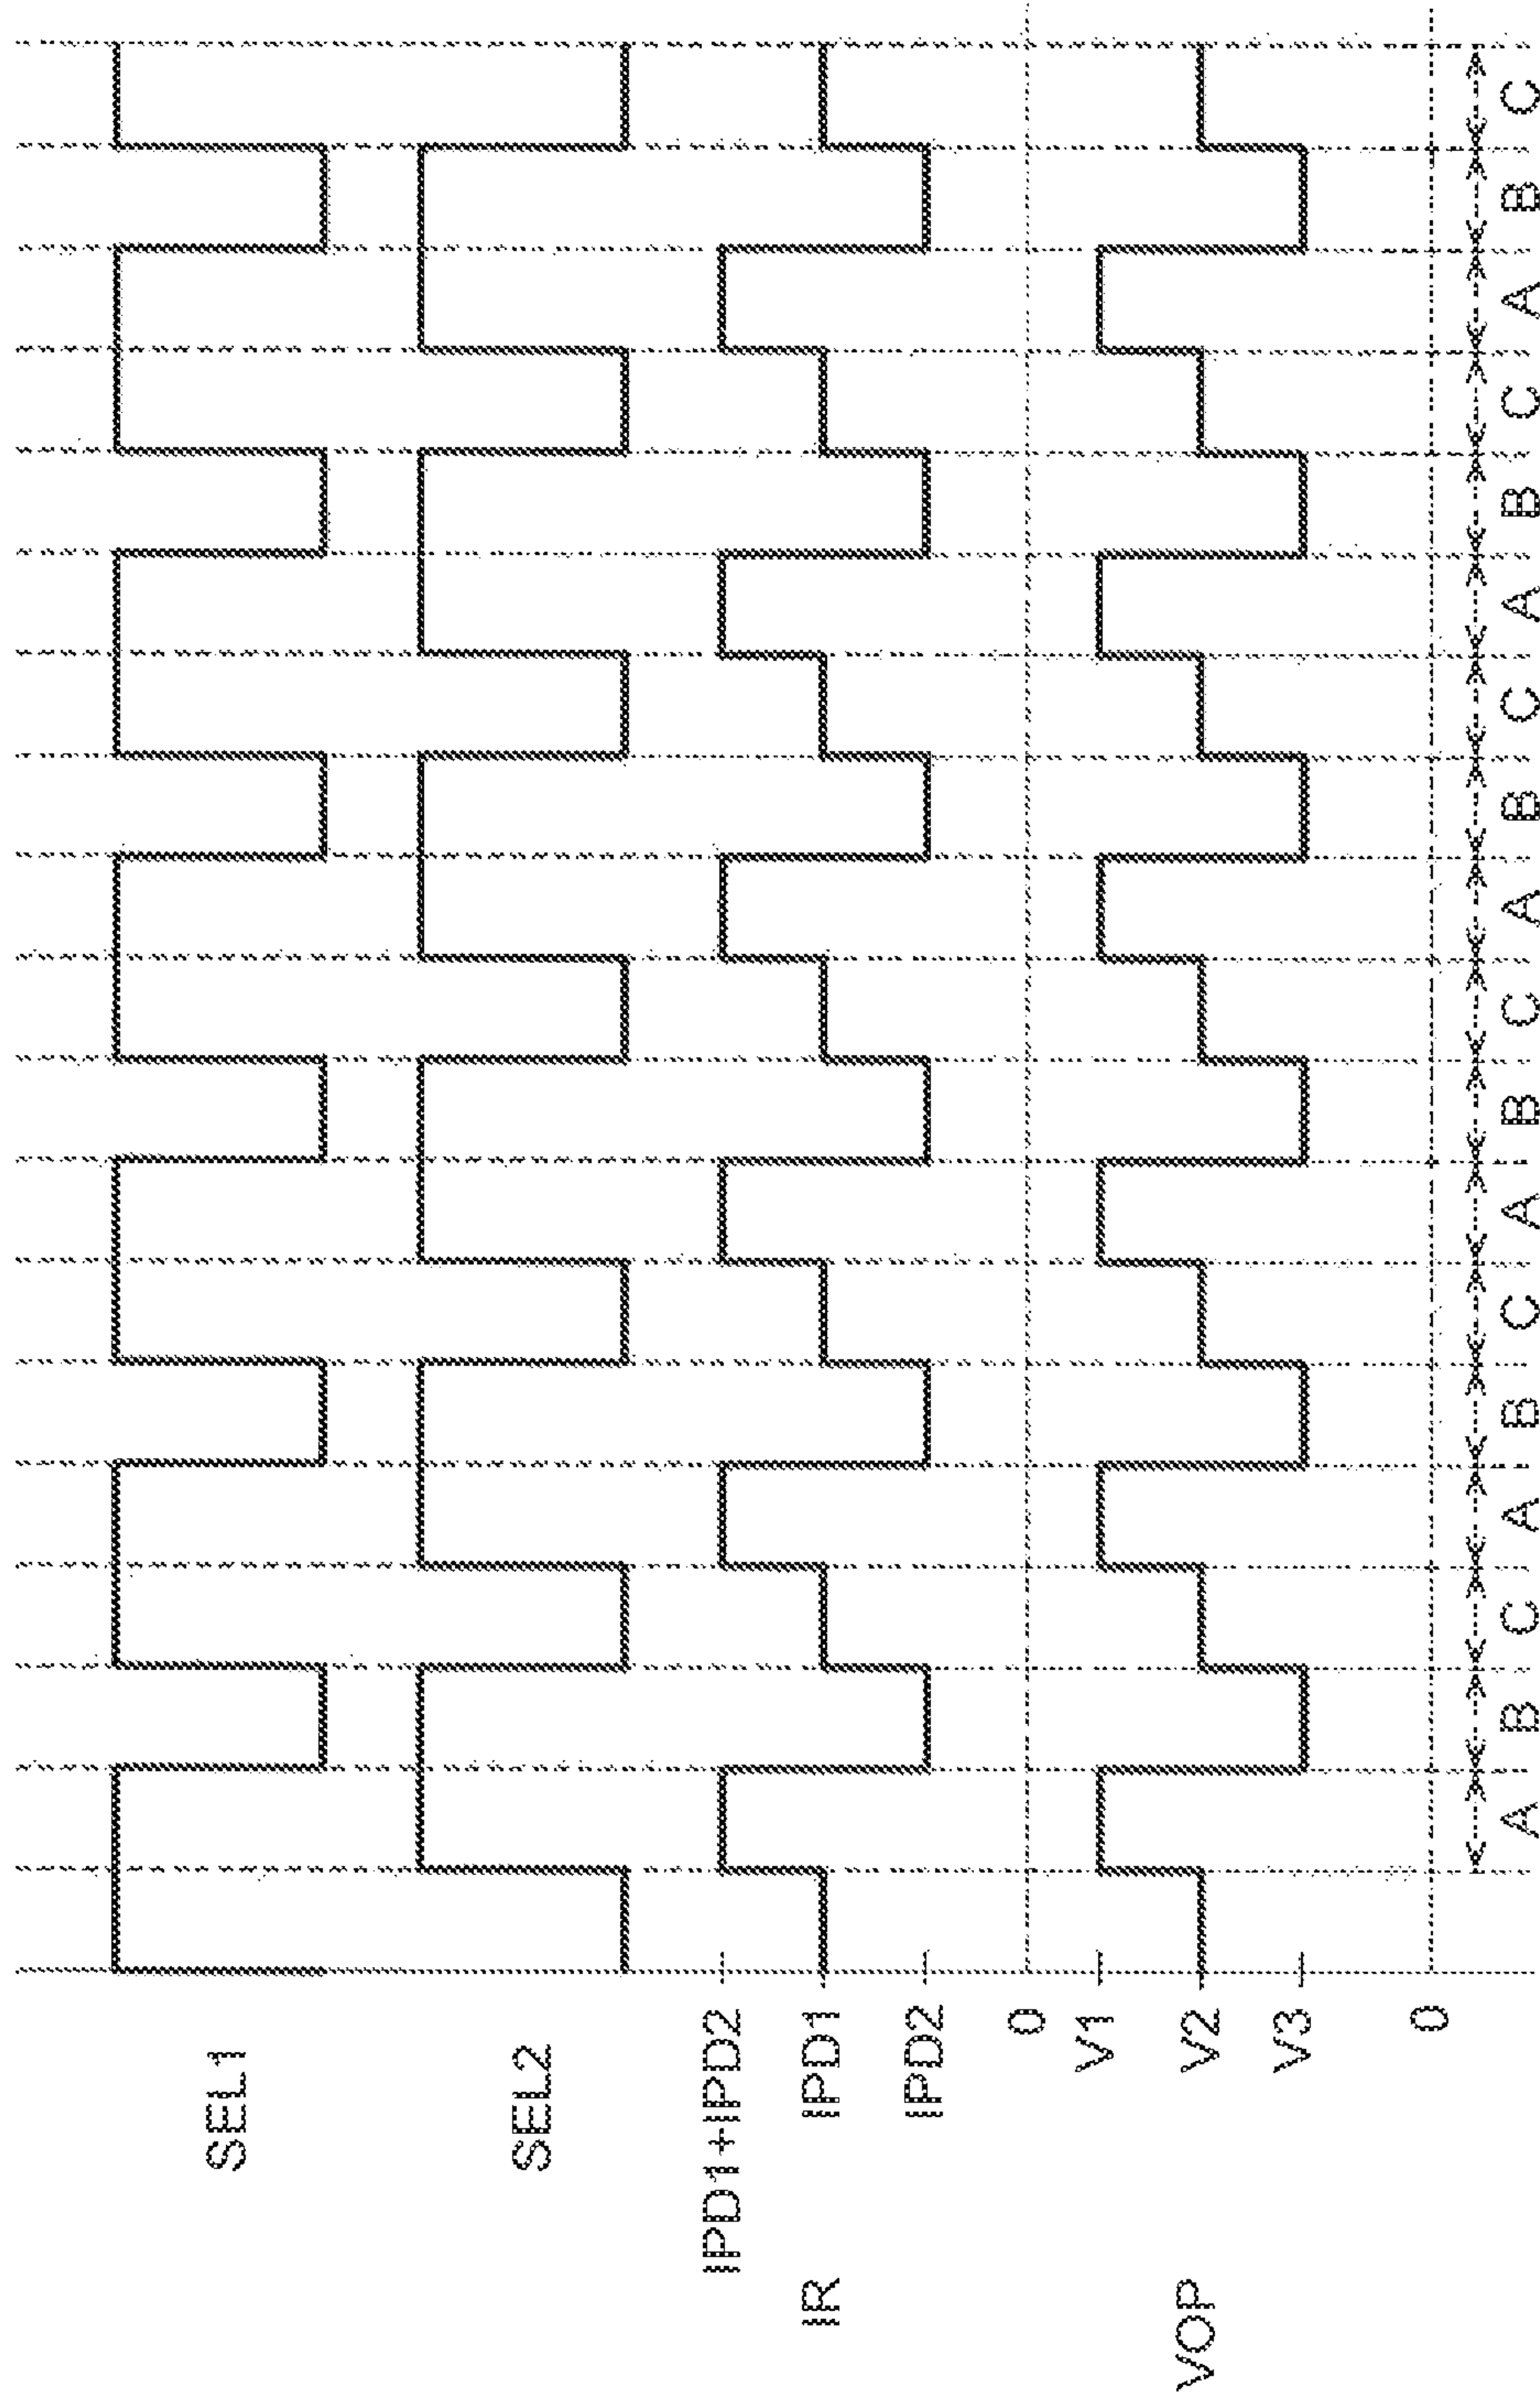 SEL1
SEL2
IPD1+IPD2
IR IPD1
IPD2
0
V1
VOP V2
V3
0
A B C A B C A B C A B C A B C A B C